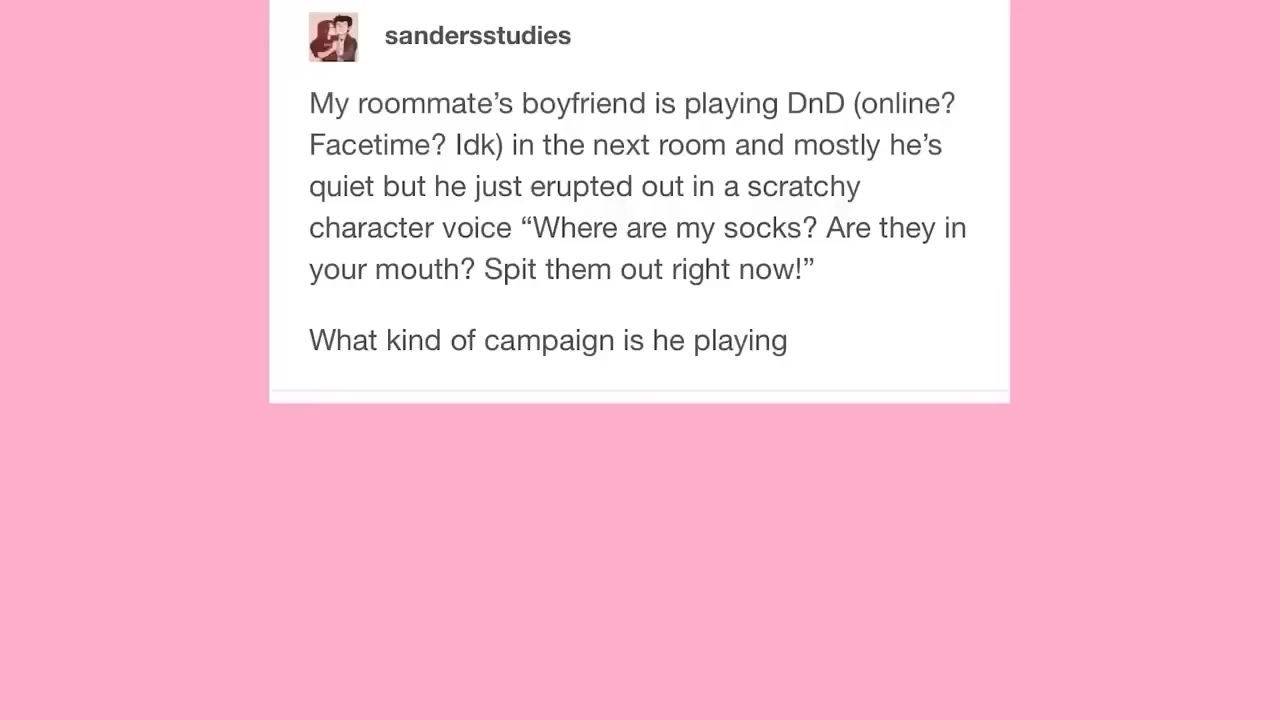 sandersstudies
My roommate’s boyfriend is playing DnD (online?
Facetime? Idk) in the next room and mostly he’s
quiet but he just erupted out in a scratchy
character voice “Where are my socks? Are they in
your mouth? Spit them out right now!”
What kind of campaign is he playing